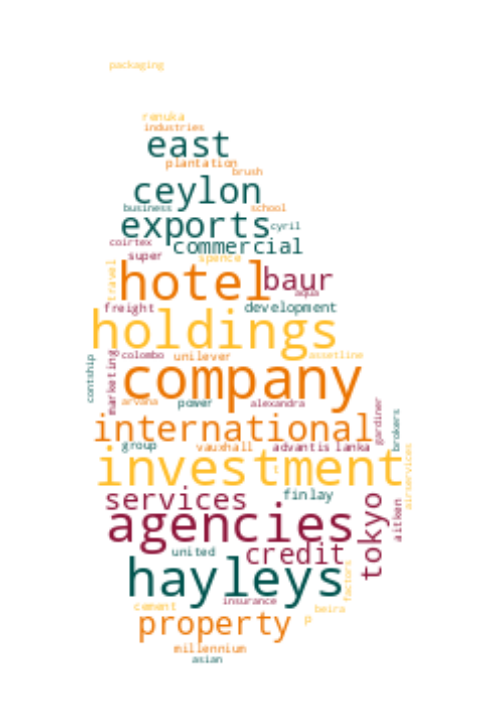 packaging
renuka
industries
east
plantation
brush
ceylon
business school
exports cyril
coirtex commercial
super spence
travel
hotel baur
aqua
freight development
holdings
contship
marketing
colombo unilever assetline
company
arvana power alexandra
gardiner
brokers
international
group vauxhall advantis lanka
airservices
investment
services finlay
tokyo
aitken
agencies
united credit
hayleys
factors
insurance
cement beira
property p
millennium
asian